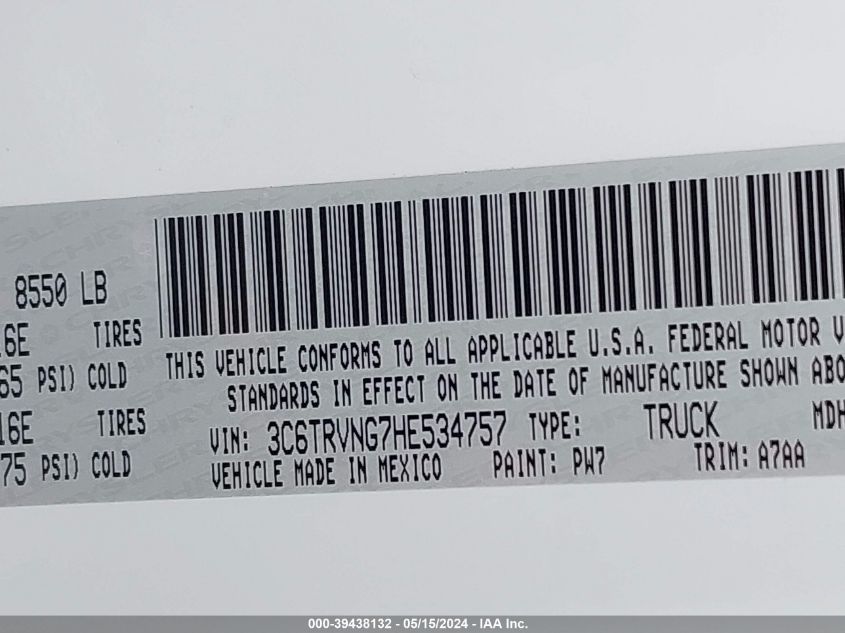 8550 LB
16E TIRES
65 PSI) COLD
16E TIRES
75 PSI) COLD
THIS VEHICLE CONFORMS TO ALL APPLICABLE U.S.A. FEDERAL MOTOR V
STANDARDS IN EFFECT ON THE DATE OF MANUFACTURE SHOWN ABO
VIN: 3C6TRVNG7HE534757 TYPE: TRUCK MDH
VEHICLE MADE IN MEXICO PAINT: PW7 TRIM: A7AA
000-39438132 - 05/15/2024 - IAA Inc.